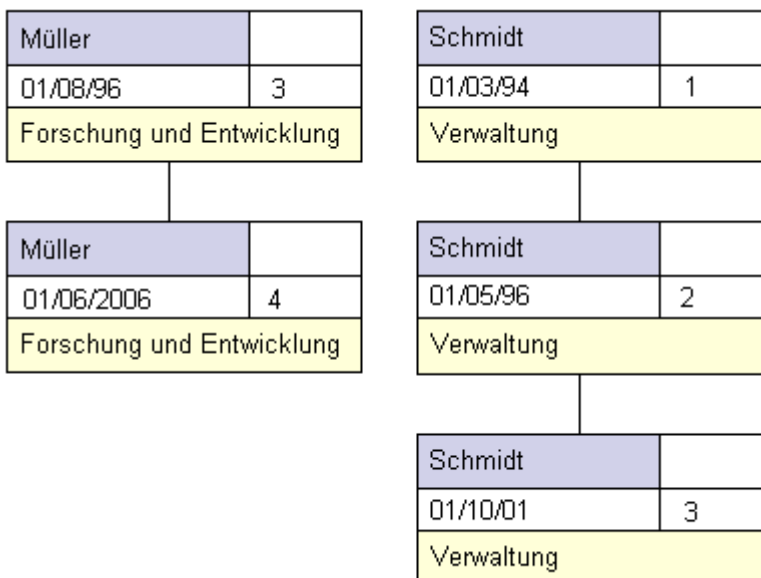 Müller
01/08/96 3
Forschung und Entwicklung
Müller
01/06/2006 4
Forschung und Entwicklung
Schmidt
01/03/94 1
Verwaltung
Schmidt
01/05/96 2
Verwaltung
Schmidt
01/10/01 3
Verwaltung